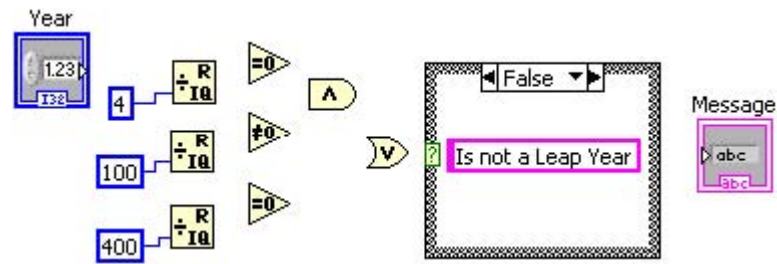 Year
1.23
I32
4
÷ R
IQ
=0
∧
100
÷ R
IQ
≠0
∨
400
÷ R
IQ
=0
False
?
Is not a Leap Year
Message
abc
abc